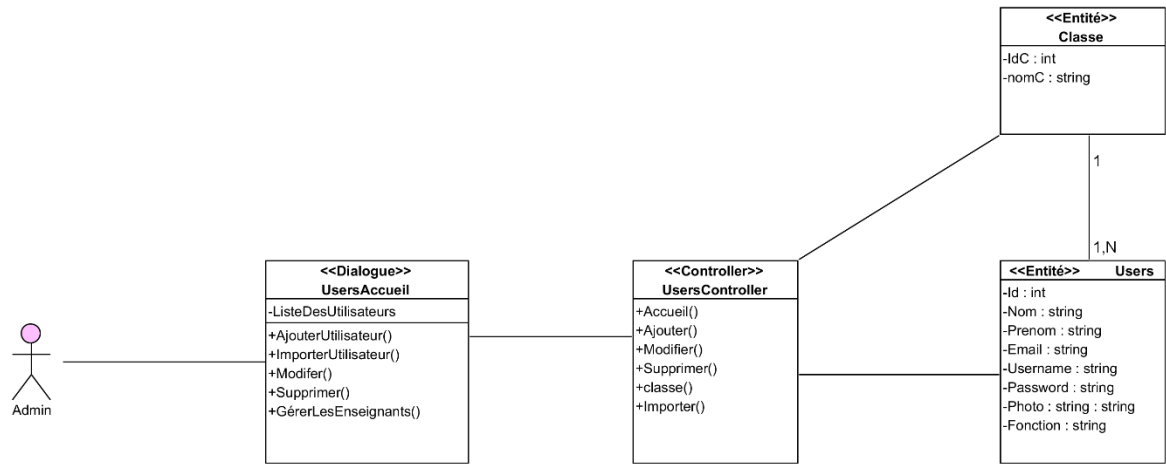 <<Entité>>
Classe
-IdC : int
-nomC : string
1
1,N
<<Dialogue>>
UsersAccueil
-ListeDesUtilisateurs
+AjouterUtilisateur()
+ImporterUtilisateur()
+Modifer()
+Supprimer()
+GérerLesEnseignants()
<<Controller>>
UsersController
+Accueil()
+Ajouter()
+Modifier()
+Supprimer()
+classe()
+Importer()
<<Entité>> Users
-Id : int
-Nom : string
-Prenom : string
-Email : string
-Username : string
-Password : string
-Photo : string : string
-Fonction : string
Admin